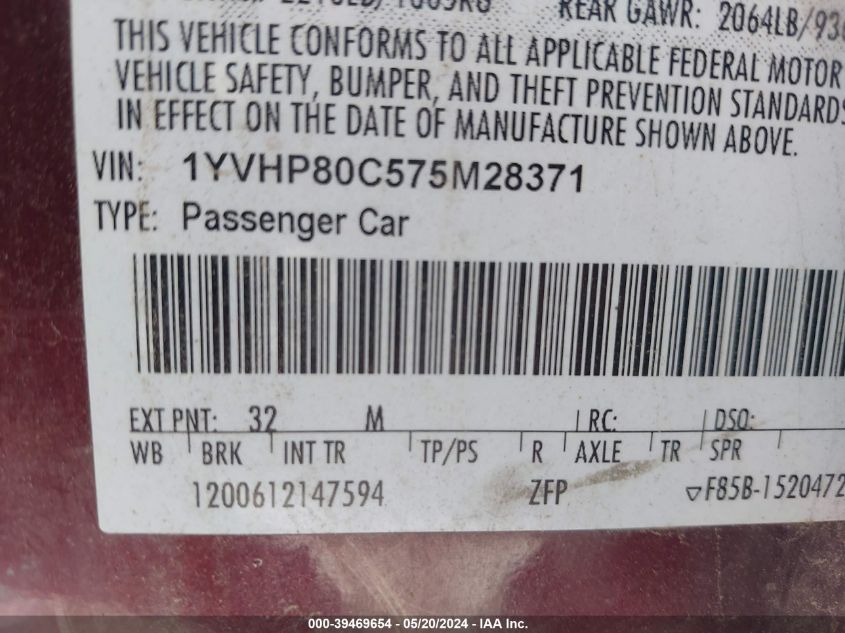 REAR GAWR: 2064LB/93
THIS VEHICLE CONFORMS TO ALL APPLICABLE FEDERAL MOTOR
VEHICLE SAFETY, BUMPER, AND THEFT PREVENTION STANDARDS
IN EFFECT ON THE DATE OF MANUFACTURE SHOWN ABOVE.
VIN: 1YVHP80C575M28371
TYPE: Passenger Car
EXT PNT: 32 M RC: DSO:
WB BRK INT TR TP/PS R AXLE TR SPR
1200612147594 ZFP ▽F85B-1520472
000-39469654 / 05/20/2024 - IAA Inc.